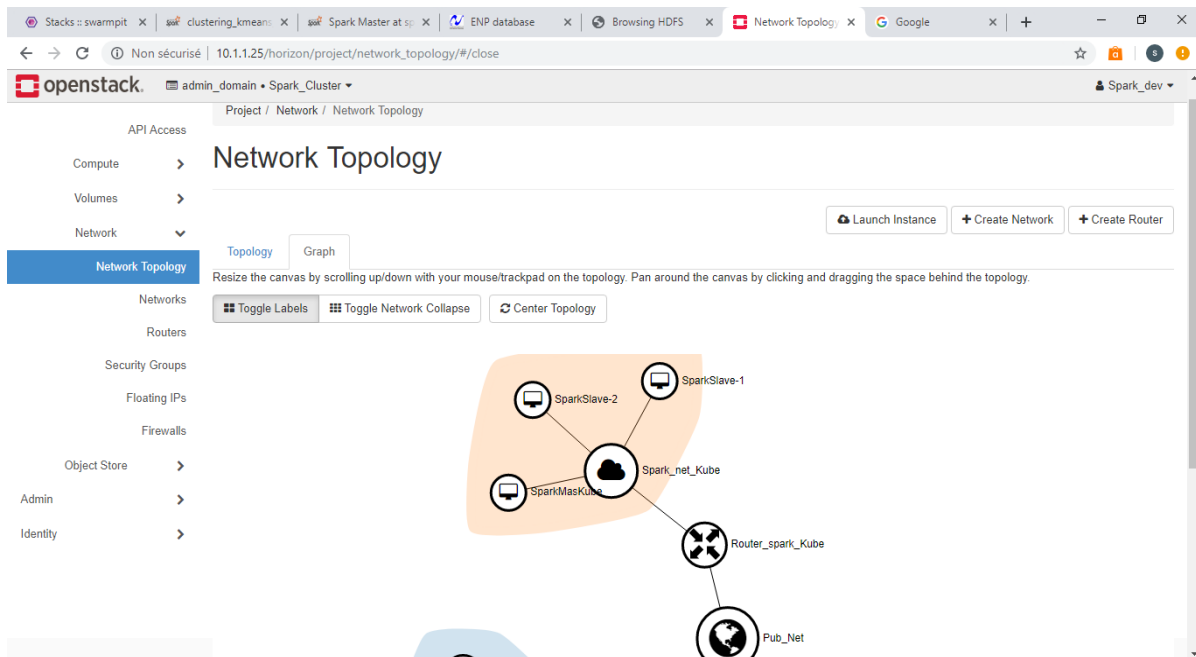 Stacks :: swarmpit
clustering_kmeans
Spark Master at sp
ENP database
Browsing HDFS
Network Topology
Google
Non sécurisé | 10.1.1.25/horizon/project/network_topology/#/close
a
s
openstack.
admin_domain • Spark_Cluster
Spark_dev
Project / Network / Network Topology
API Access
Compute
Volumes
Network
Network Topology
Networks
Routers
Security Groups
Floating IPs
Firewalls
Object Store
Admin
Identity
Network Topology
Launch Instance
+ Create Network
+ Create Router
Topology
Graph
Resize the canvas by scrolling up/down with your mouse/trackpad on the topology. Pan around the canvas by clicking and dragging the space behind the topology.
Toggle Labels
Toggle Network Collapse
Center Topology
SparkSlave-1
SparkSlave-2
Spark_net_Kube
SparkMasKube
Router_spark_Kube
Pub_Net